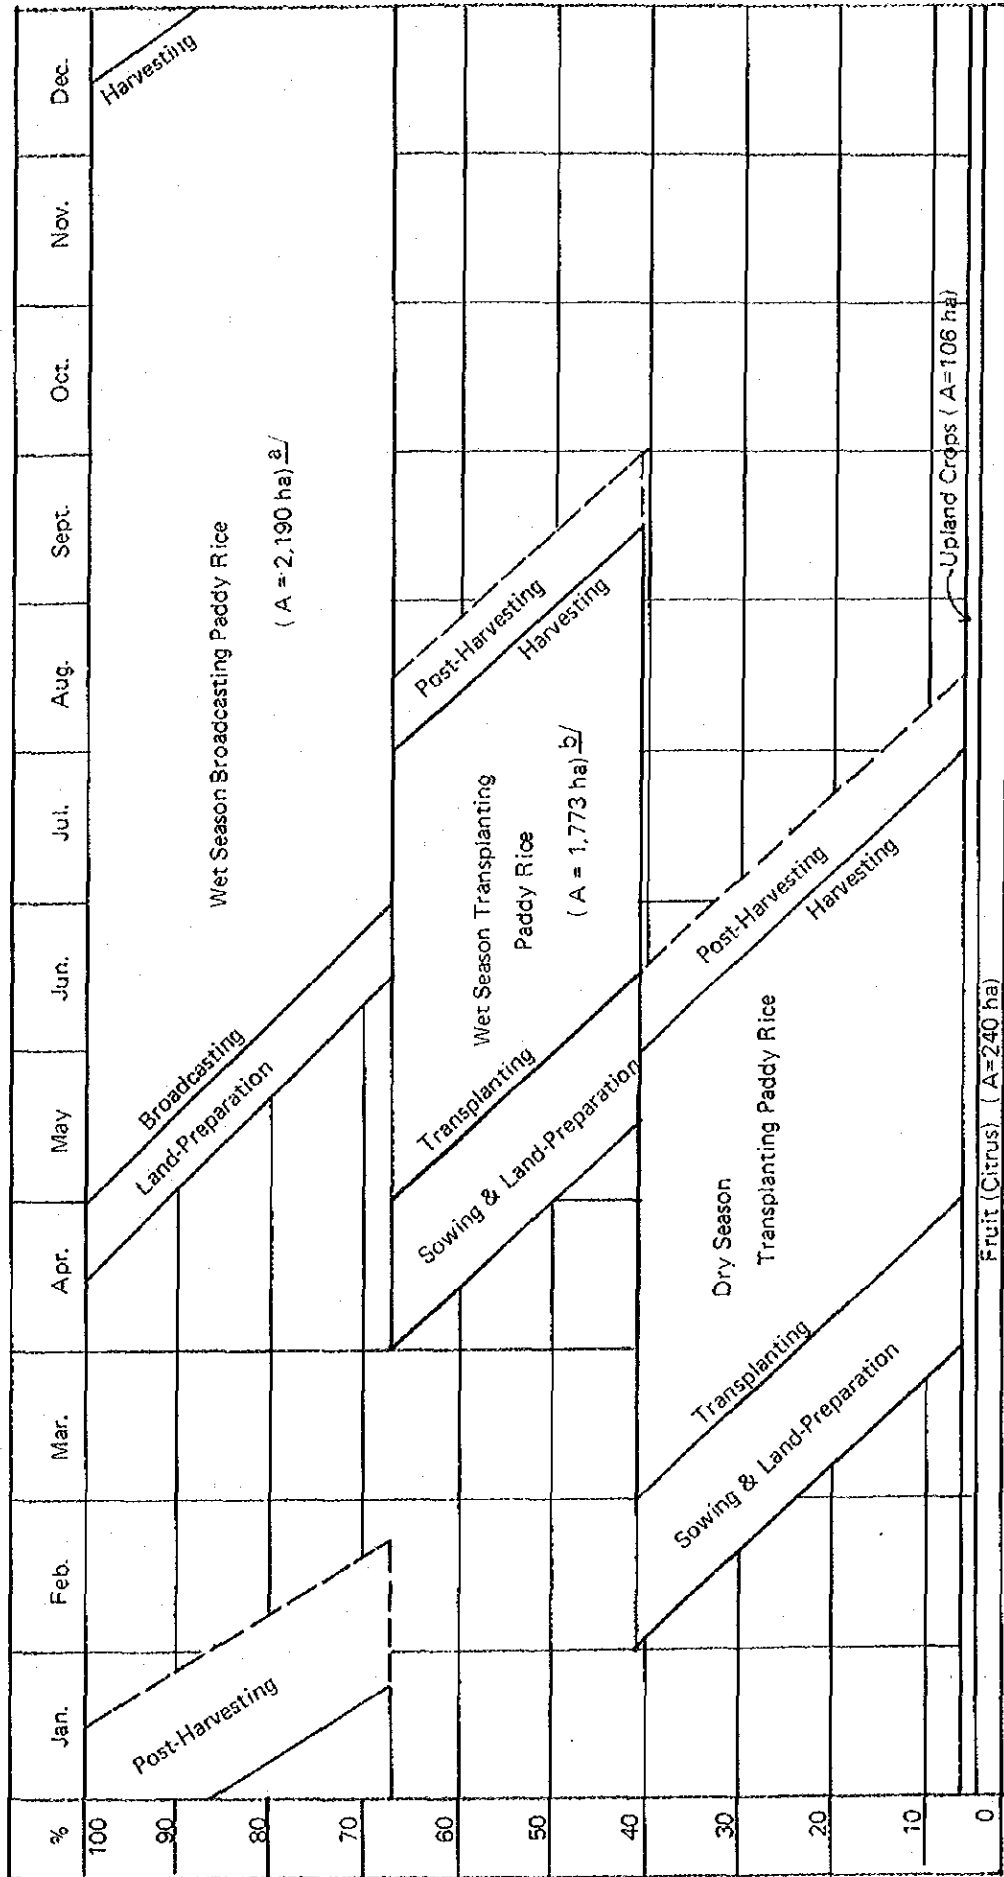 % Jan. Feb. Mar. Apr. May Jun. Jul. Aug. Sept. Oct. Nov. Dec.
100
90
80
70
60
50
40
30
20
10
0
Harvesting
Post-Harvesting
Broadcasting
Land-Preparation
Wet Season Broadcasting Paddy Rice
( A = 2,190 ha) a/
Sowing & Land-Preparation
Transplanting
Wet Season Transplanting
Paddy Rice
( A = 1,773 ha) b/
Post-Harvesting
Harvesting
Sowing & Land-Preparation
Transplanting
Dry Season
Transplanting Paddy Rice
Post-Harvesting
Harvesting
Upland Crops ( A=106 ha)
Fruit (Citrus) ( A=240 ha)